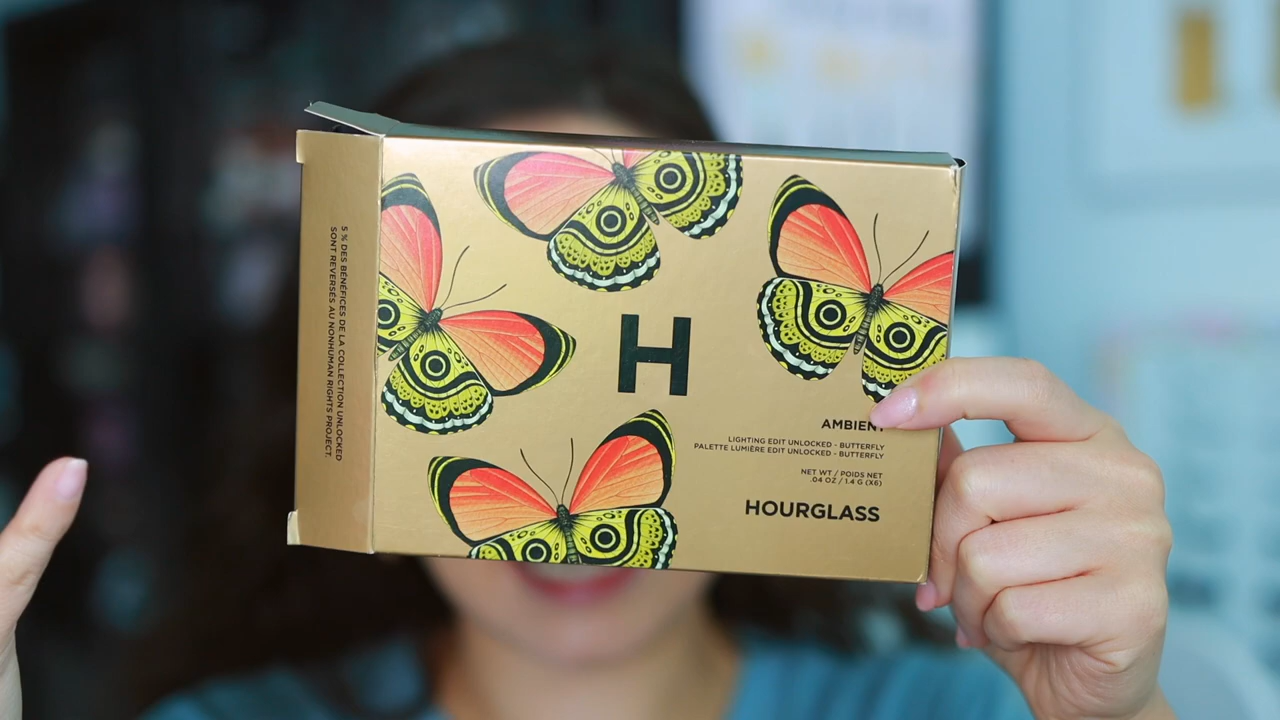 5 % DES BÉNÉFICES DE LA COLLECTION UNLOCKED
SONT REVERSÉS AU NONHUMAN RIGHTS PROJECT.
H
AMBIENT
LIGHTING EDIT UNLOCKED - BUTTERFLY
PALETTE LUMIÈRE EDIT UNLOCKED - BUTTERFLY
NET WT / POIDS NET
.04 OZ / 1.4 G (X6)
HOURGLASS